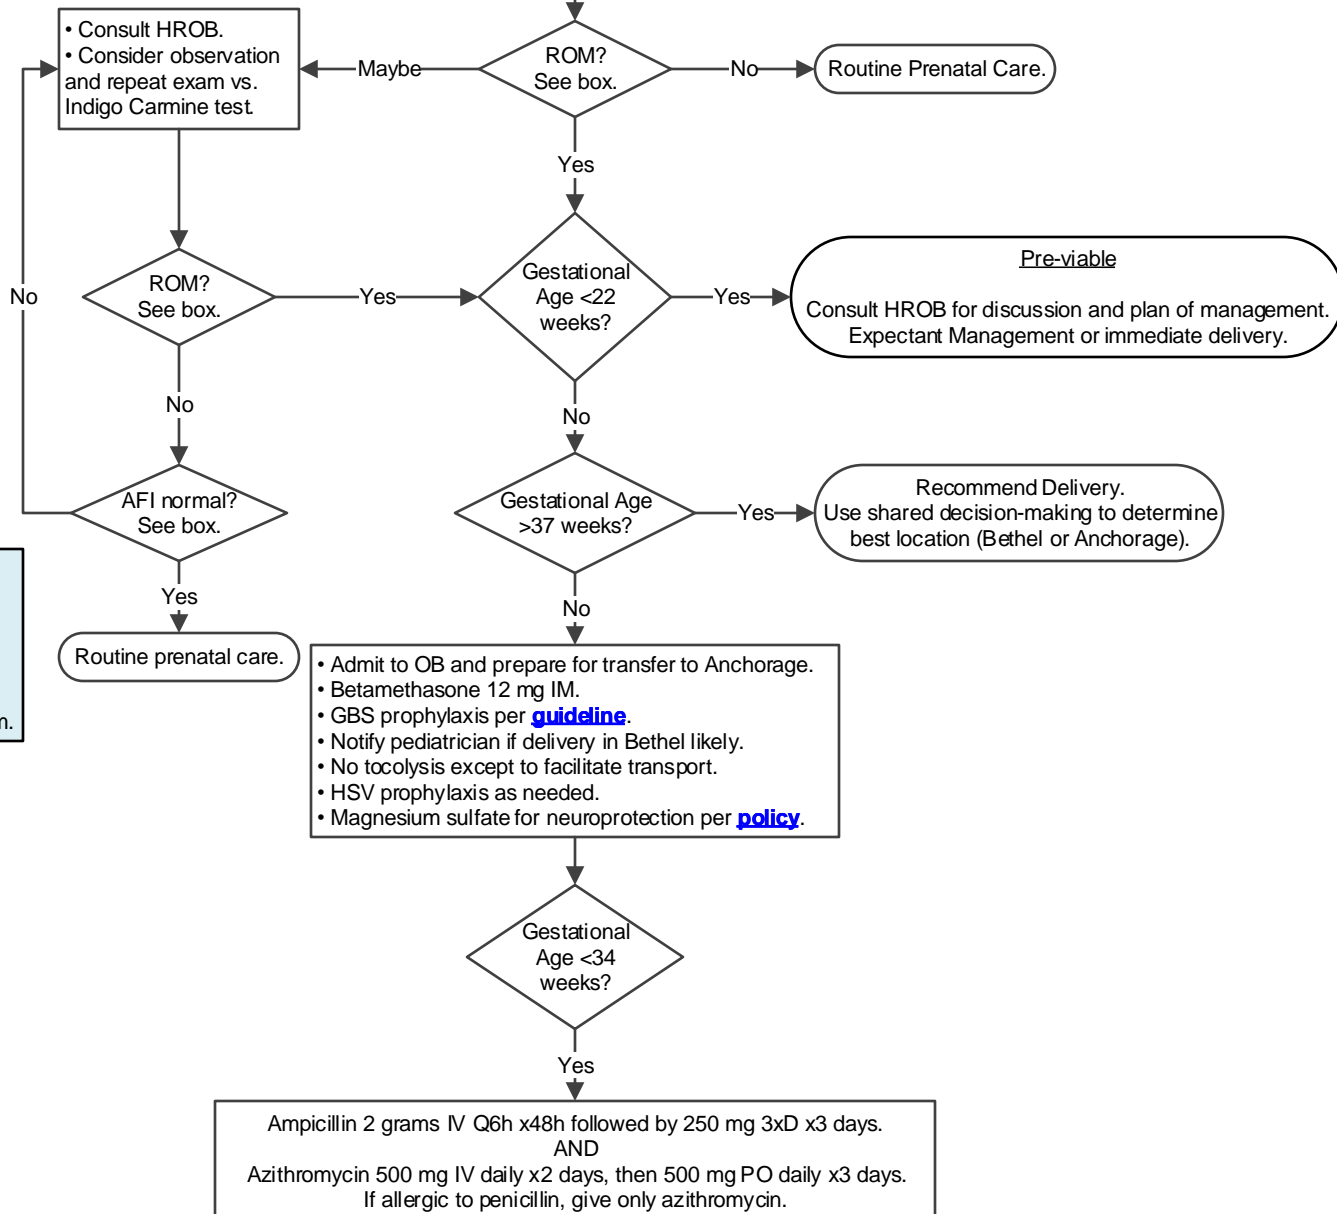 • Consult HROB.
• Consider observation
and repeat exam vs.
Indigo Carmine test.
Maybe
ROM?
See box.
No
Routine Prenatal Care.
Yes
No
ROM?
See box.
Yes
Gestational
Age <22
weeks?
Yes
Pre-viable
Consult HROB for discussion and plan of management.
Expectant Management or immediate delivery.
No
No
AFI normal?
See box.
Gestational Age
>37 weeks?
Yes
Recommend Delivery.
Use shared decision-making to determine
best location (Bethel or Anchorage).
Yes
No
Routine prenatal care.
• Admit to OB and prepare for transfer to Anchorage.
• Betamethasone 12 mg IM.
• GBS prophylaxis per guideline.
• Notify pediatrician if delivery in Bethel likely.
• No tocolysis except to facilitate transport.
• HSV prophylaxis as needed.
• Magnesium sulfate for neuroprotection per policy.
Gestational
Age <34
weeks?
Yes
Ampicillin 2 grams IV Q6h x48h followed by 250 mg 3xD x3 days.
AND
Azithromycin 500 mg IV daily x2 days, then 500 mg PO daily x3 days.
If allergic to penicillin, give only azithromycin.